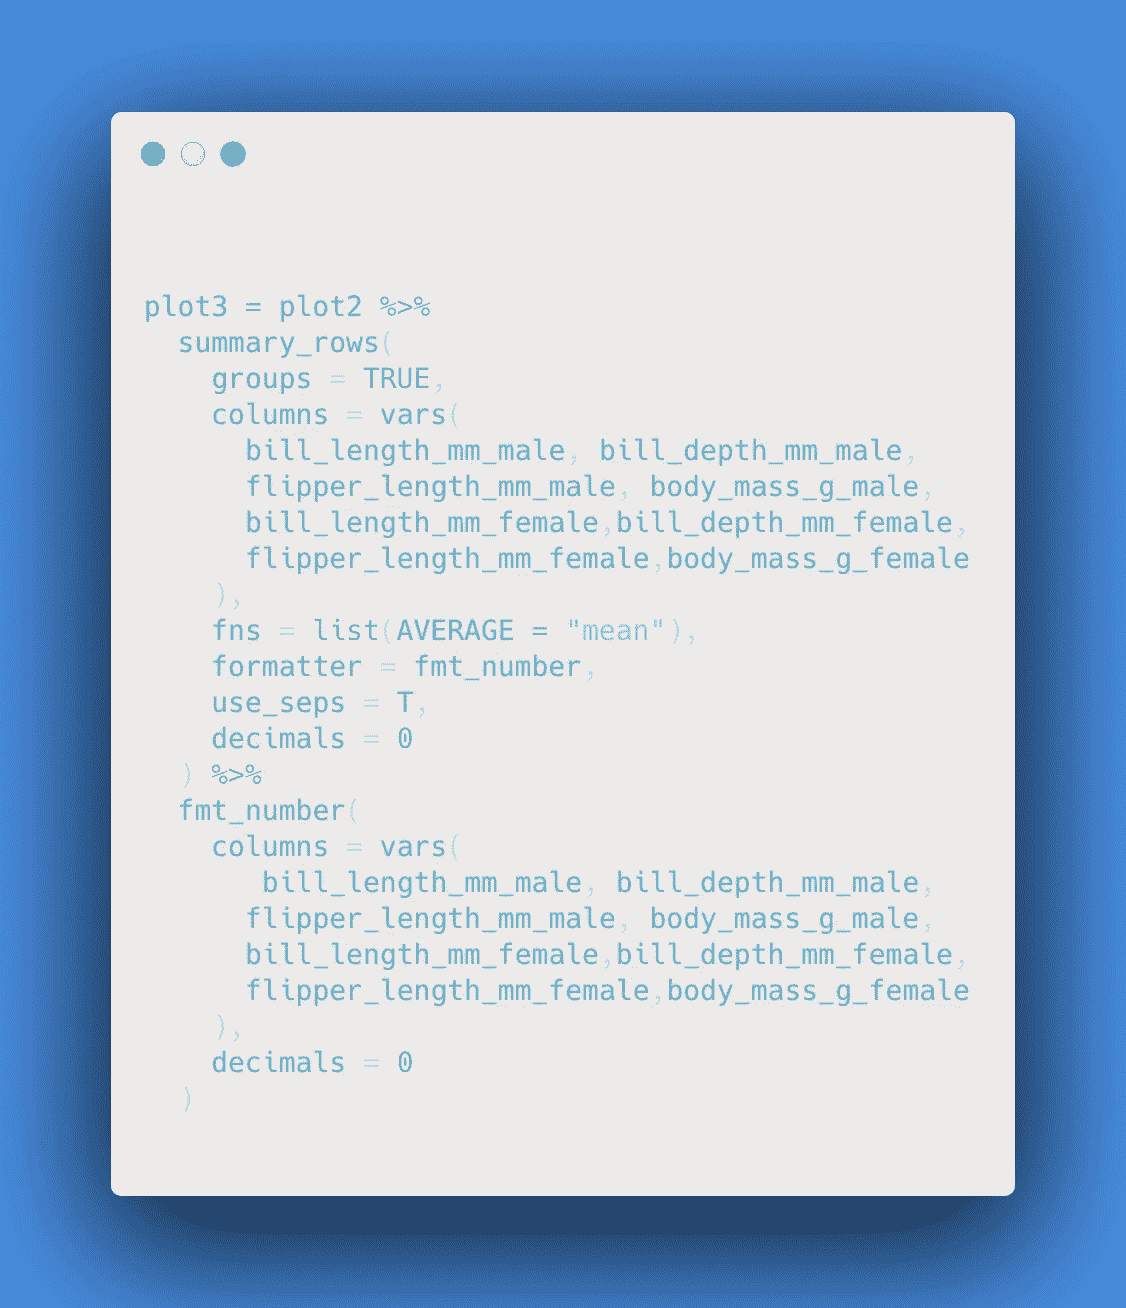 plot3 = plot2 %>%
  summary_rows(
    groups = TRUE,
    columns = vars(
      bill_length_mm_male, bill_depth_mm_male,
      flipper_length_mm_male, body_mass_g_male,
      bill_length_mm_female,bill_depth_mm_female,
      flipper_length_mm_female,body_mass_g_female
    ),
    fns = list(AVERAGE = "mean"),
    formatter = fmt_number,
    use_seps = T,
    decimals = 0
  ) %>%
  fmt_number(
    columns = vars(
       bill_length_mm_male, bill_depth_mm_male,
      flipper_length_mm_male, body_mass_g_male,
      bill_length_mm_female,bill_depth_mm_female,
      flipper_length_mm_female,body_mass_g_female
    ),
    decimals = 0
  )